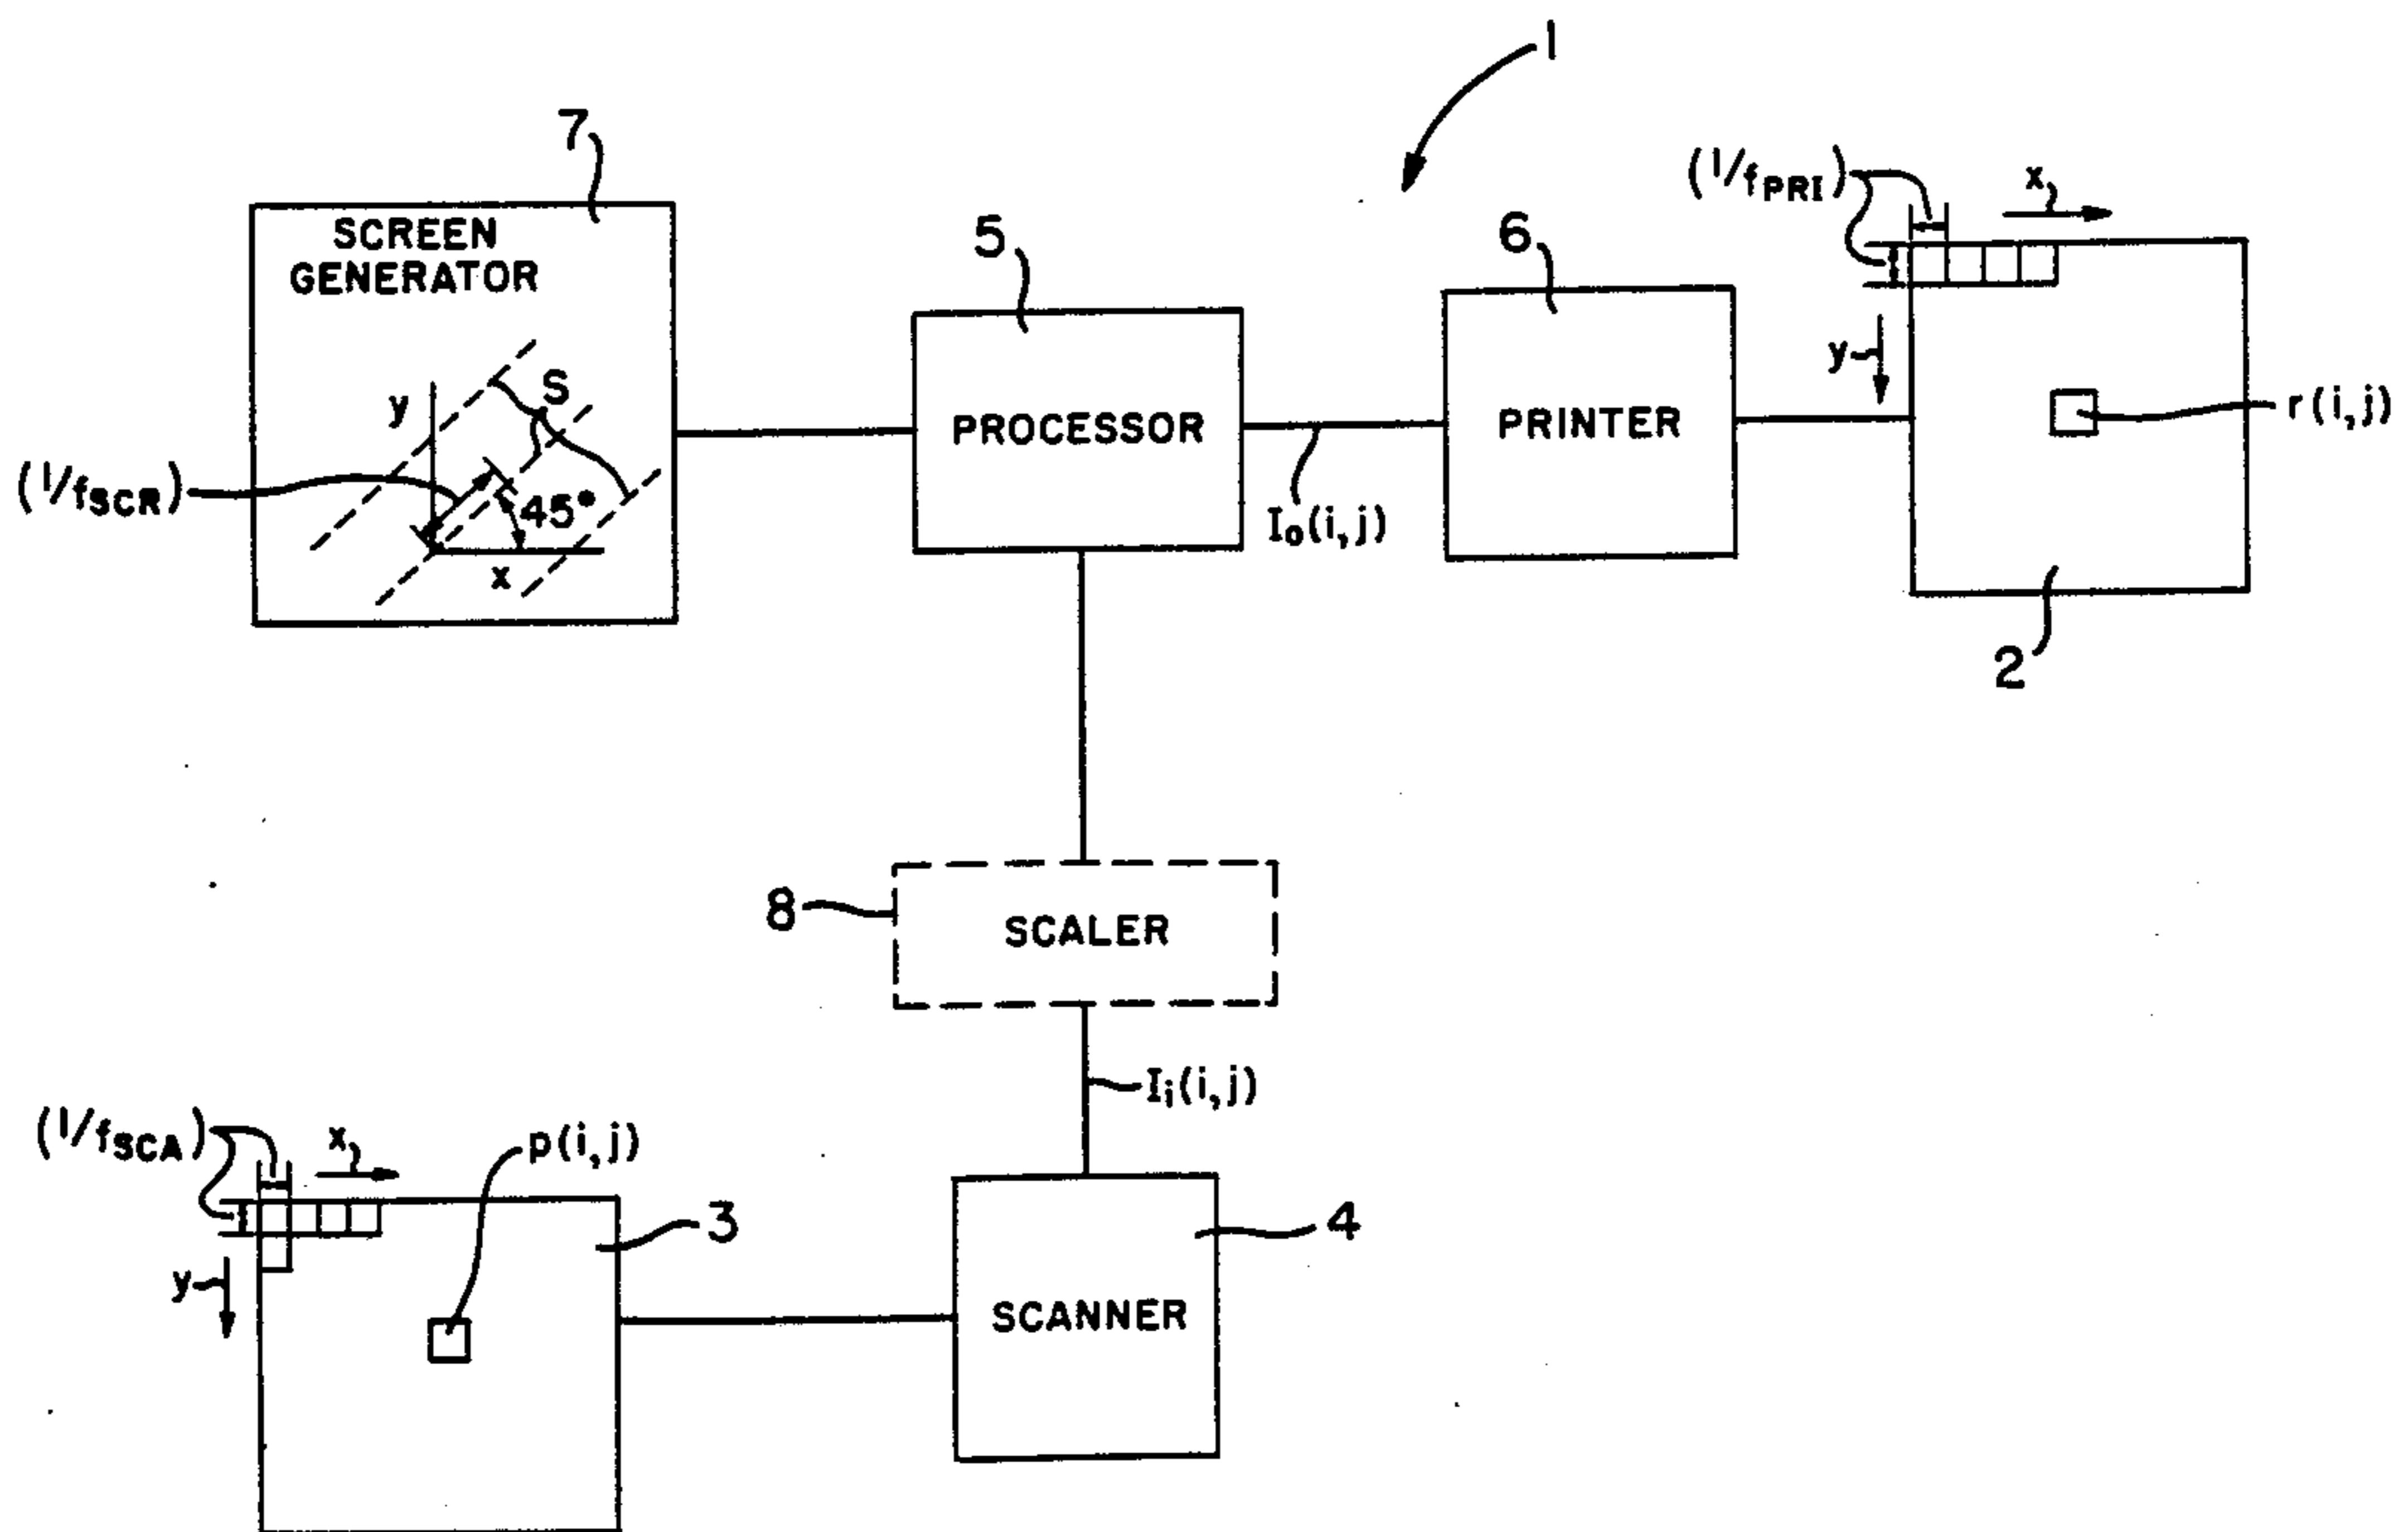 1
7
SCREEN
GENERATOR
y
S
45°
x
(1/fSCR)
5
PROCESSOR
I₀(i,j)
6
PRINTER
(1/fPRI)
x
y
r(i,j)
2
8
SCALER
Iᵢ(i,j)
(1/fSCA)
x
p(i,j)
3
y
4
SCANNER